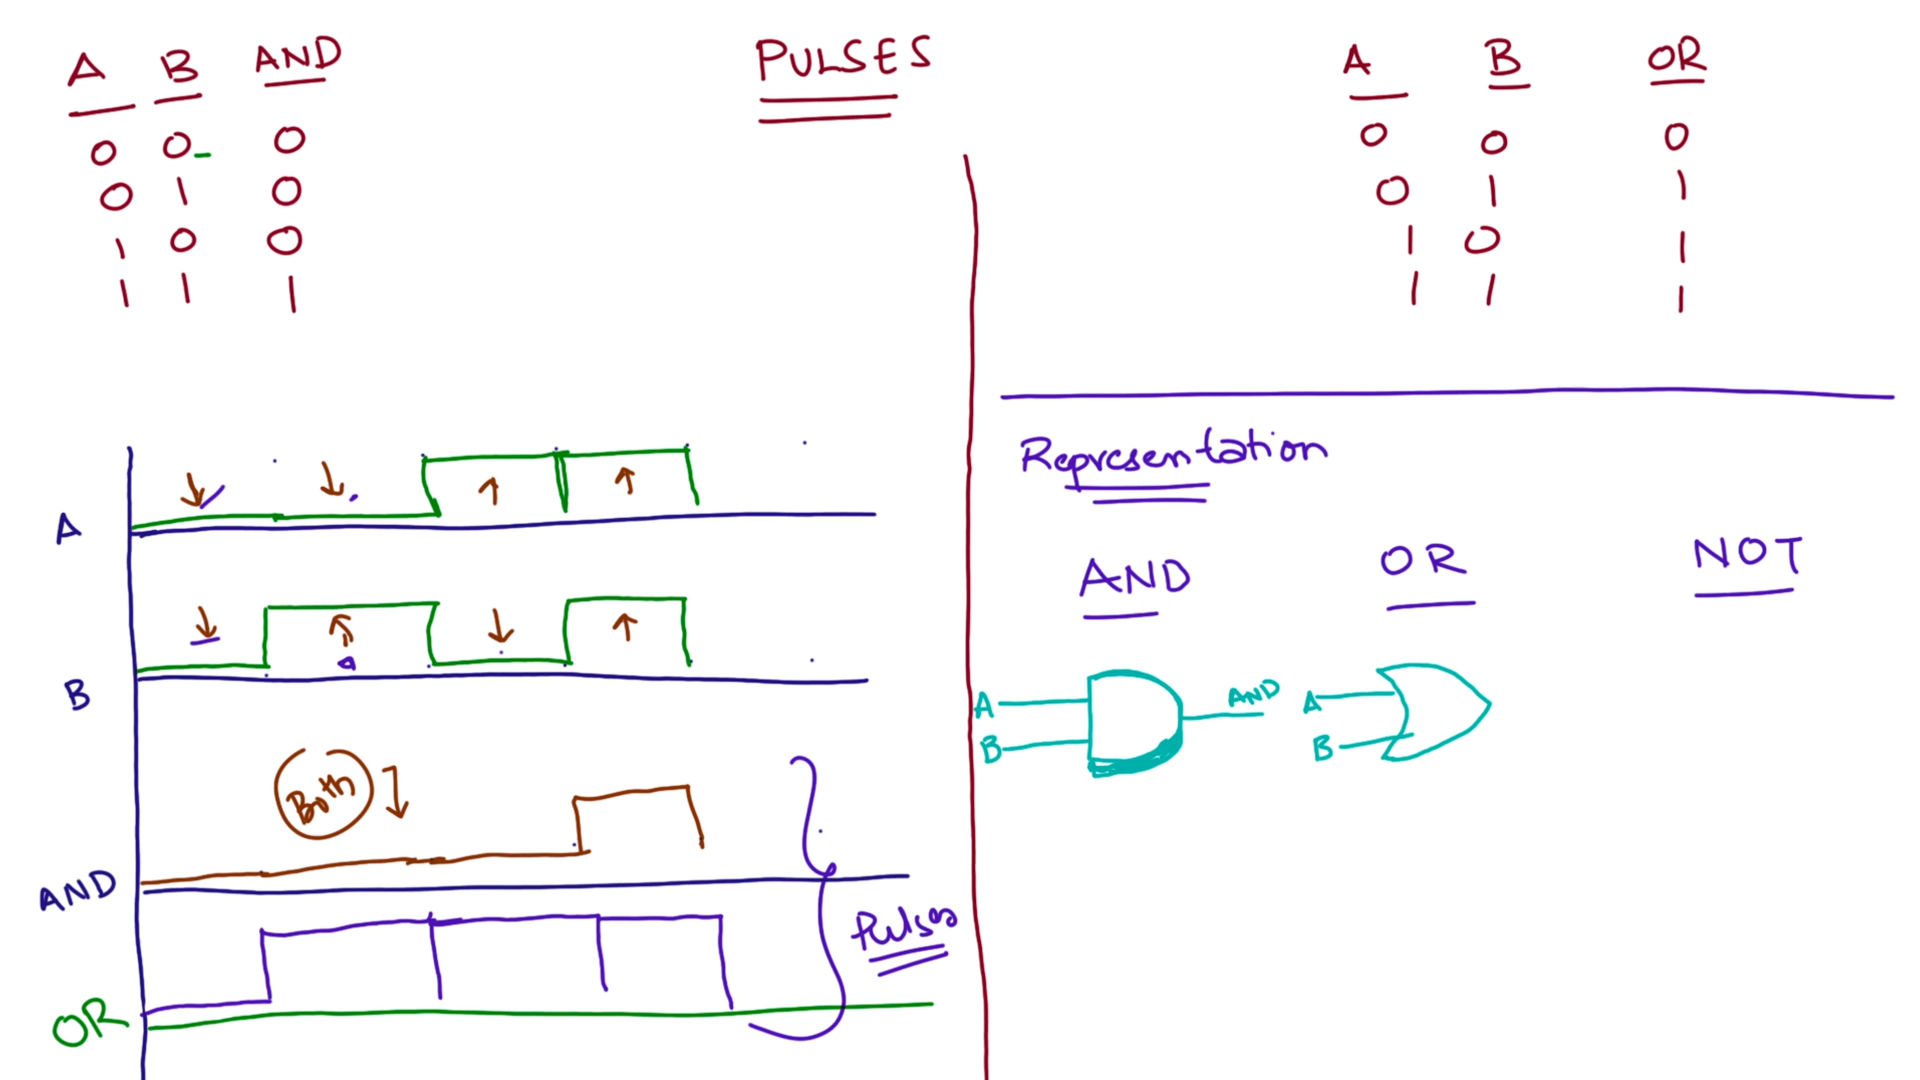 A B AND
0 0 0
0 1 0
1 0 0
1 1 1
PULSES
A B OR
0 0 0
0 1 1
1 0 1
1 1 1
A
B
Both
AND
Pulses
OR
Representation
AND OR NOT
A AND
B
A
B